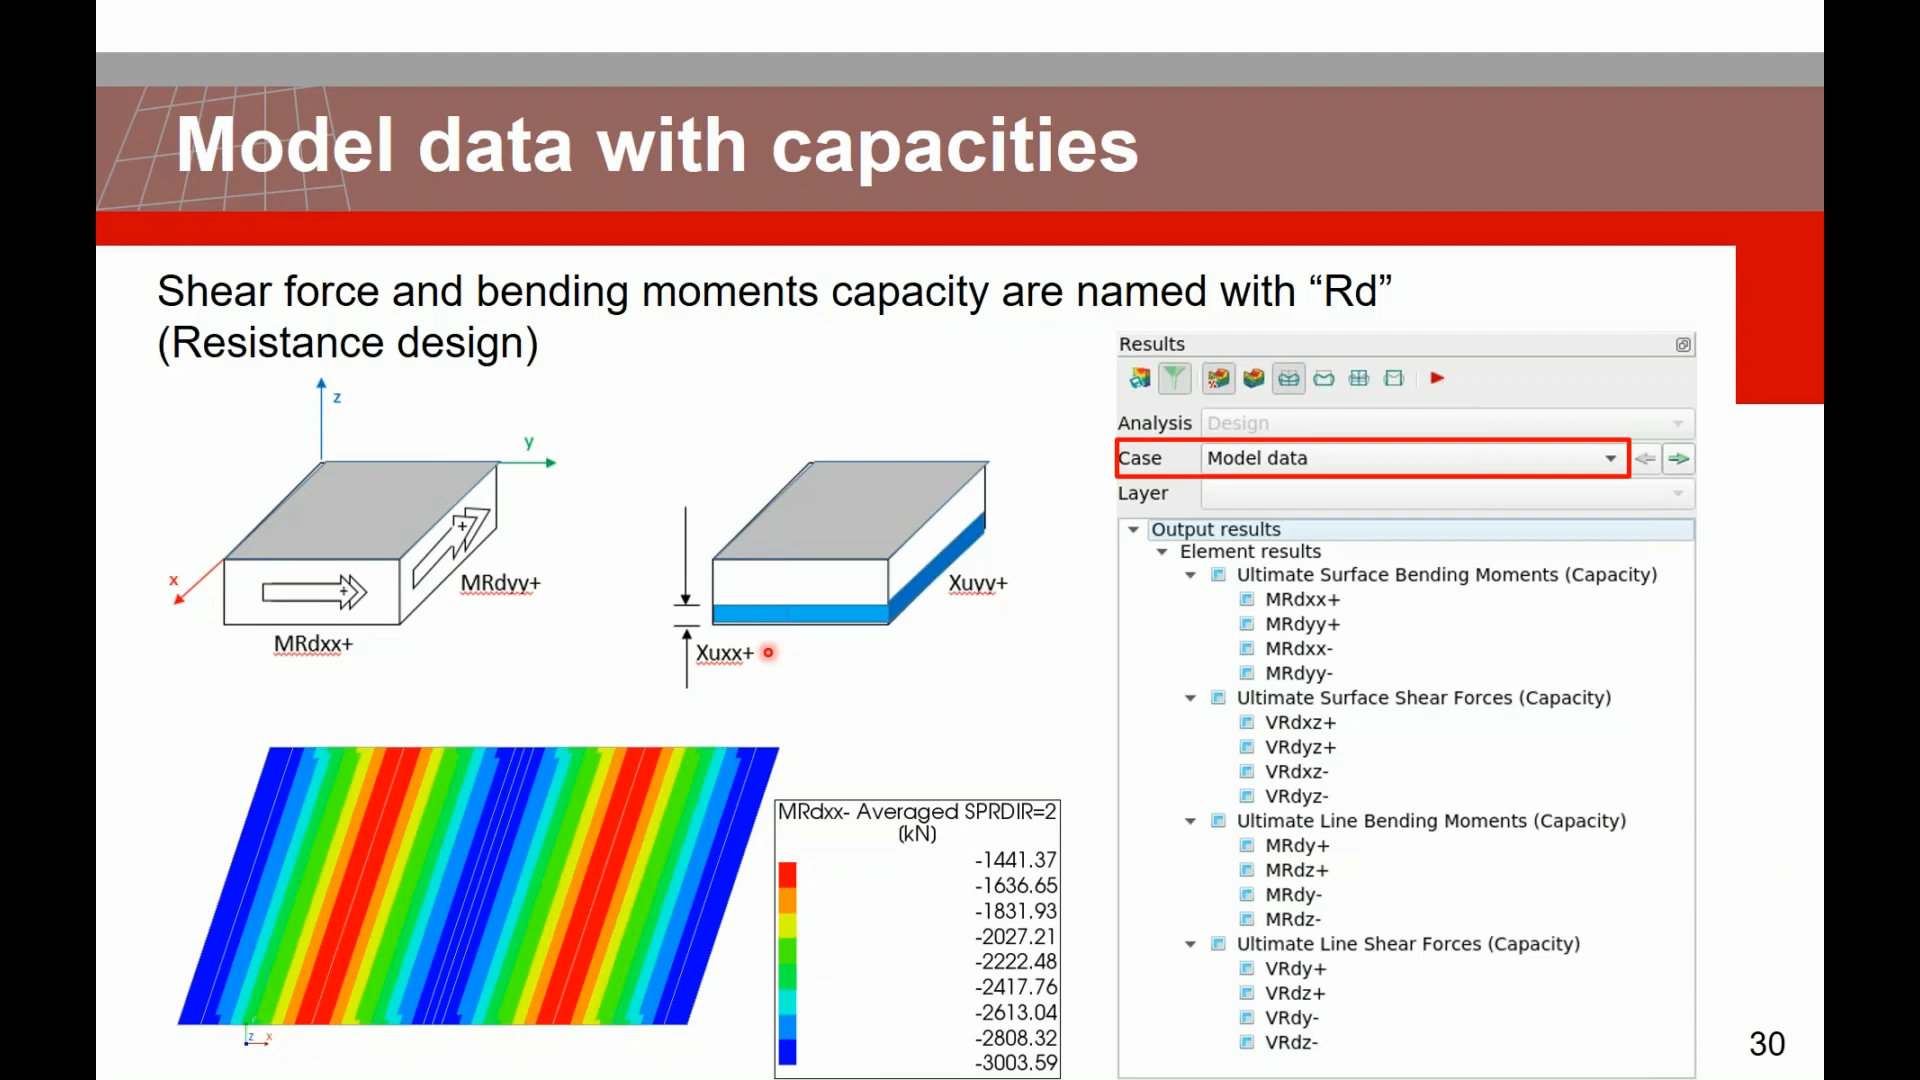 Model data with capacities
Shear force and bending moments capacity are named with “Rd”
(Resistance design)
z
y
x
+
+
MRdyy+
MRdxx+
Xuyy+
Xuxx+
MRdxx- Averaged SPRDIR=2
(kN)
-1441.37
-1636.65
-1831.93
-2027.21
-2222.48
-2417.76
-2613.04
-2808.32
-3003.59
z x
Results
Analysis Design
Case Model data
Layer
Output results
Element results
Ultimate Surface Bending Moments (Capacity)
MRdxx+
MRdyy+
MRdxx-
MRdyy-
Ultimate Surface Shear Forces (Capacity)
VRdxz+
VRdyz+
VRdxz-
VRdyz-
Ultimate Line Bending Moments (Capacity)
MRdy+
MRdz+
MRdy-
MRdz-
Ultimate Line Shear Forces (Capacity)
VRdy+
VRdz+
VRdy-
VRdz-
30